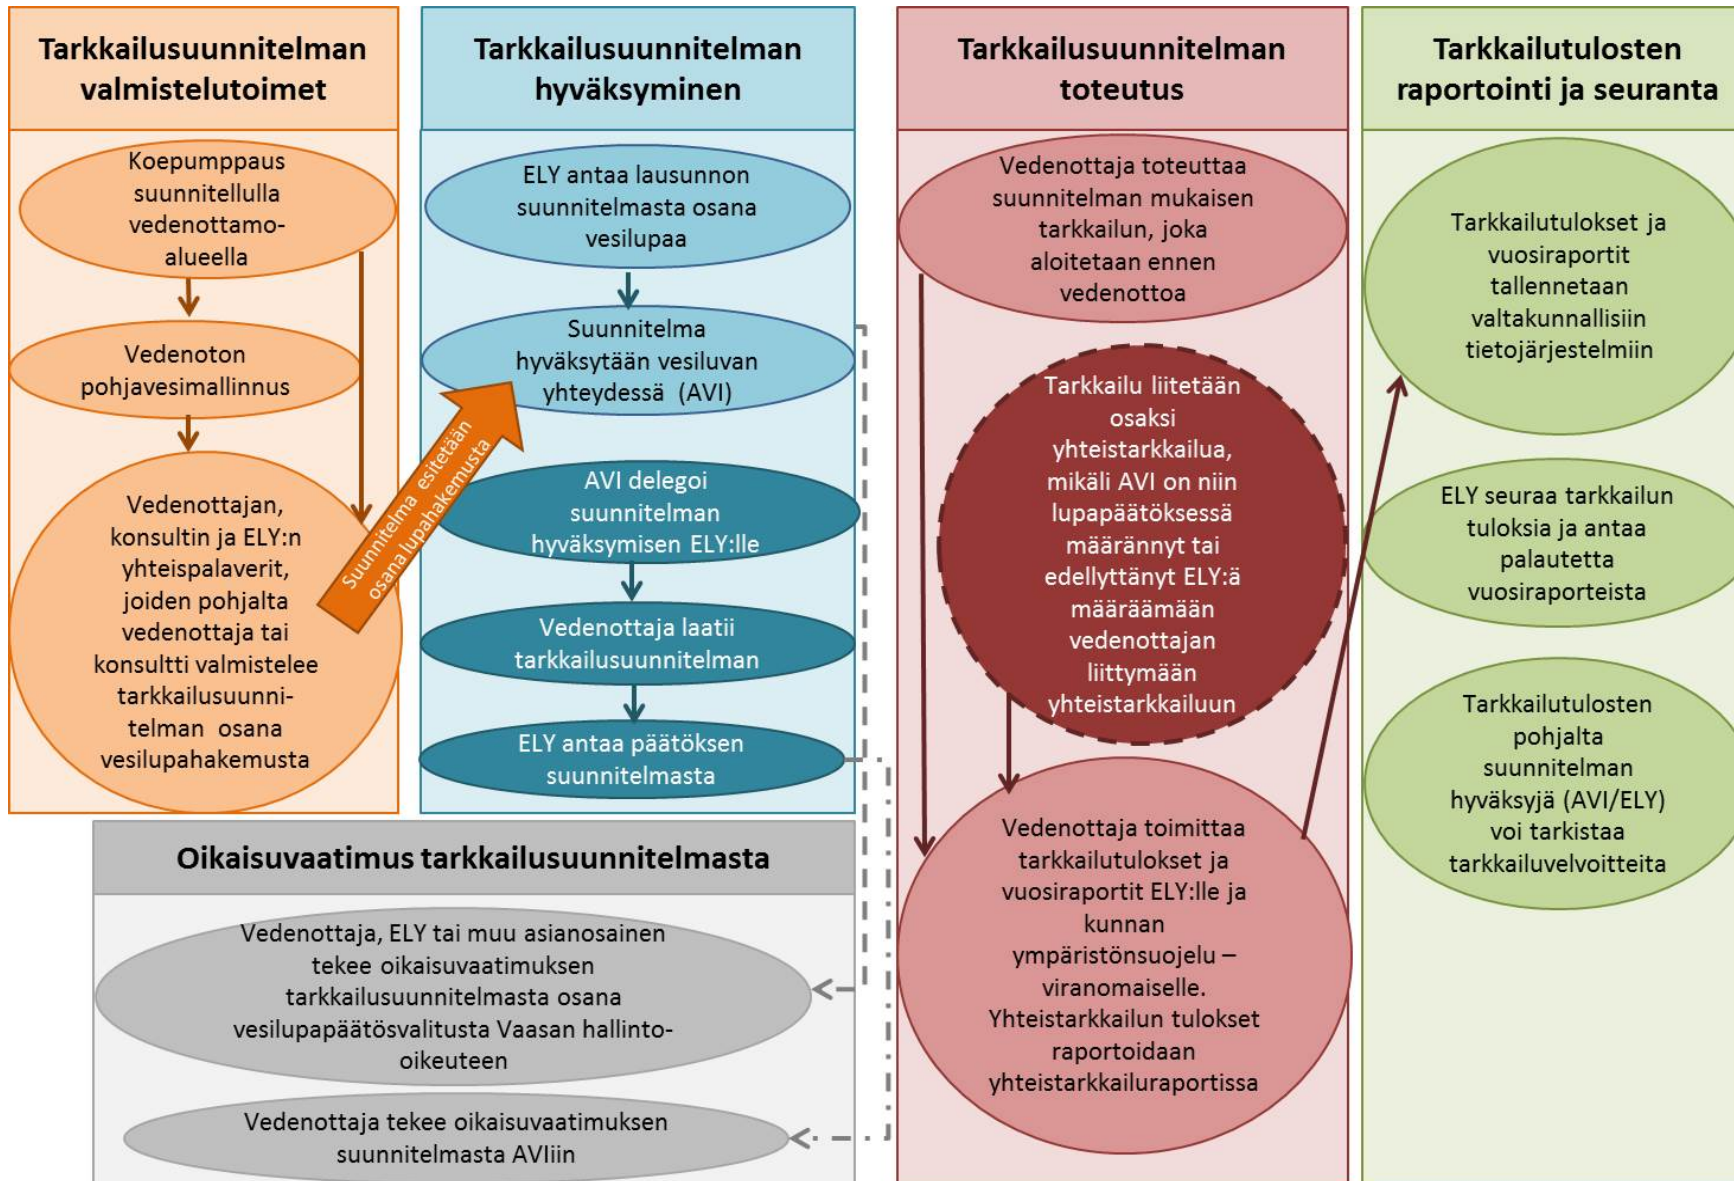 Tarkkailusuunnitelman
valmistelutoimet
Koepumppaus
suunnitellulla
vedenottamo-
alueella
Vedenoton
pohjavesimallinnus
Vedenottajan,
konsultin ja ELY:n
yhteispalaverit,
joiden pohjalta
vedenottaja tai
konsultti valmistelee
tarkkailusuunni-
telman osana
vesilupahakemusta
Suunnitelma esitetään
osana lupahakemusta
Tarkkailusuunnitelman
hyväksyminen
ELY antaa lausunnon
suunnitelmasta osana
vesilupaa
Suunnitelma
hyväksytään vesiluvan
yhteydessä (AVI)
AVI delegoi
suunnitelman
hyväksymisen ELY:lle
Vedenottaja laatii
tarkkailusuunnitelman
ELY antaa päätöksen
suunnitelmasta
Oikaisuvaatimus tarkkailusuunnitelmasta
Vedenottaja, ELY tai muu asianosainen
tekee oikaisuvaatimuksen
tarkkailusuunnitelmasta osana
vesilupapäätösvalitusta Vaasan hallinto-
oikeuteen
Vedenottaja tekee oikaisuvaatimuksen
suunnitelmasta AVIiin
Tarkkailusuunnitelman
toteutus
Vedenottaja toteuttaa
suunnitelman mukaisen
tarkkailun, joka
aloitetaan ennen
vedenottoa
Tarkkailu liitetään
osaksi
yhteistarkkailua,
mikäli AVI on niin
lupapäätöksessä
määrännyt tai
edellyttänyt ELY:ä
määräämään
vedenottajan
liittymään
yhteistarkkailuun
Vedenottaja toimittaa
tarkkailutulokset ja
vuosiraportit ELY:lle ja
kunnan
ympäristönsuojelu –
viranomaiselle.
Yhteistarkkailun tulokset
raportoidaan
yhteistarkkailuraportissa
Tarkkailutulosten
raportointi ja seuranta
Tarkkailutulokset ja
vuosiraportit
tallennetaan
valtakunnallisiin
tietojärjestelmiin
ELY seuraa tarkkailun
tuloksia ja antaa
palautetta
vuosiraporteista
Tarkkailutulosten
pohjalta
suunnitelman
hyväksyjä (AVI/ELY)
voi tarkistaa
tarkkailuvelvoitteita